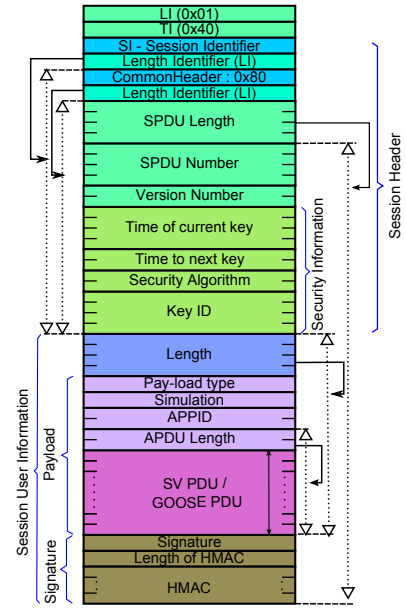 LI (0x01)
TI (0x40)
SI - Session Identifier
Length Identifier (LI)
CommonHeader : 0x80
Length Identifier (LI)
SPDU Length
SPDU Number
Version Number
Time of current key
Time to next key
Security Algorithm
Key ID
Length
Pay-load type
Simulation
APPID
APDU Length
SV PDU /
GOOSE PDU
Signature
Length of HMAC
HMAC
Session Header
Security Information
Session User Information
Payload
Signature